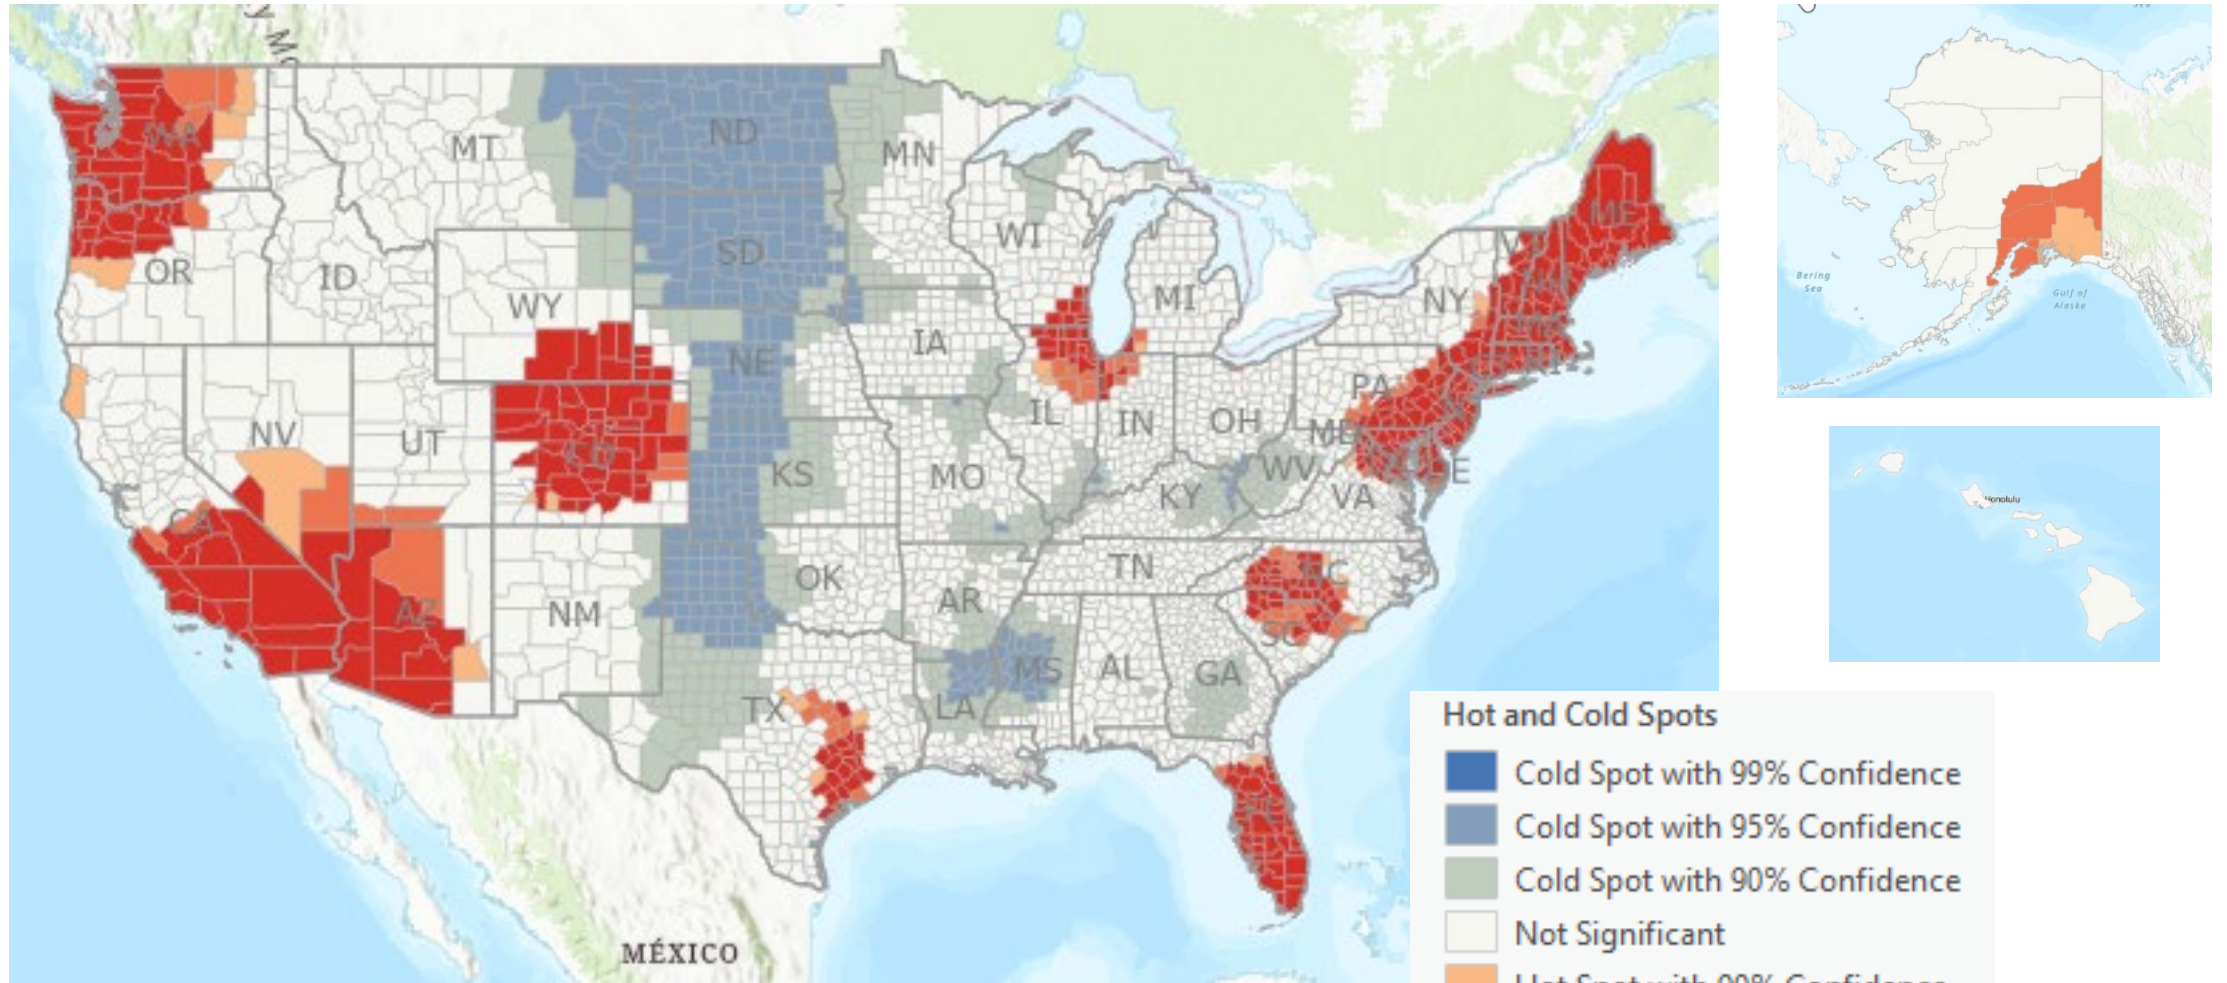 WA
MT
ND
MN
ME
OR
ID
SD
WI
WY
MI
NY
IA
NE
PA
NV
UT
CO
IL
IN
OH
MD
KS
MO
WV
KY
VA
CA
AZ
NM
OK
AR
TN
NC
SC
TX
LA
MS
AL
GA
MÉXICO
Bering
Sea
Gulf of
Alaska
Honolulu
Hot and Cold Spots
Cold Spot with 99% Confidence
Cold Spot with 95% Confidence
Cold Spot with 90% Confidence
Not Significant